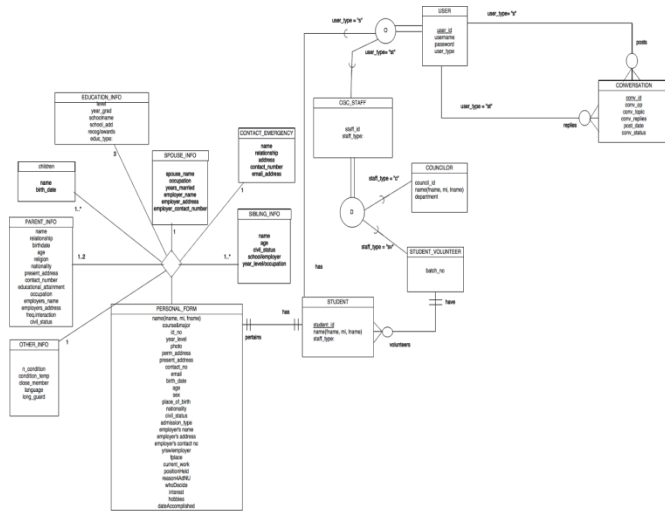 USER
user_id
username
password
user_type
user_type = "s"
user_type= "s"
O
user_type= "st"
posts
CONVERSATION
conv_id
conv_op
conv_topic
conv_replies
post_date
conv_status
user_type = "st"
replies
EDUCATION_INFO
level
year_grad
schoolname
school_add
recog/awards
educ_type
3
CGC_STAFF
staff_id
staff_type
CONTACT_EMERGENCY
name
relationship
address
contact_number
email_address
1
SPOUSE_INFO
spouse_name
occupation
years_married
employer_name
employer_address
employer_contact_number
1
children
name
birth_date
1..*
staff_type = "c"
COUNCILOR
council_id
name(fname, mi, lname)
department
PARENT_INFO
name
relationship
birthdate
age
religion
nationality
present_address
contact_number
educational_attainment
occupation
employers_name
employers_address
freq.interaction
civil_status
1..2
SIBLING_INFO
name
age
civil_status
school/employer
year_level/occupation
1..*
staff_type = "sv"
STUDENT_VOLUNTEER
batch_no
has
have
PERSONAL_FORM
name(fname, mi, lname)
course&major
id_no
year_level
photo
perm_address
present_address
contact_no
email
birth_date
age
sex
place_of_birth
nationality
civil_status
admission_type
employer's name
employer's address
employer's contact no
yrsw/employer
fplace
current_work
positionHeld
reason4AdNU
whoDecide
interest
hobbies
dateAccomplished
has
pertains
STUDENT
student_id
name(fname, mi, lname)
staff_type
volunteers
OTHER_INFO
n_condition
condition_temp
close_member
language
long_guard
1